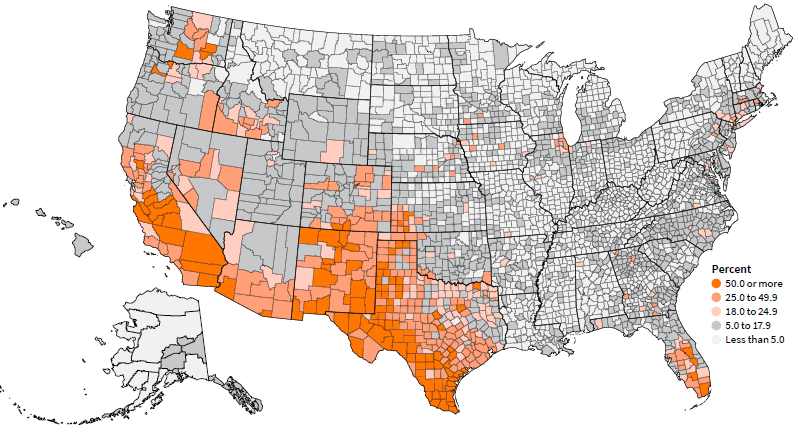 Percent
50.0 or more
25.0 to 49.9
18.0 to 24.9
5.0 to 17.9
Less than 5.0